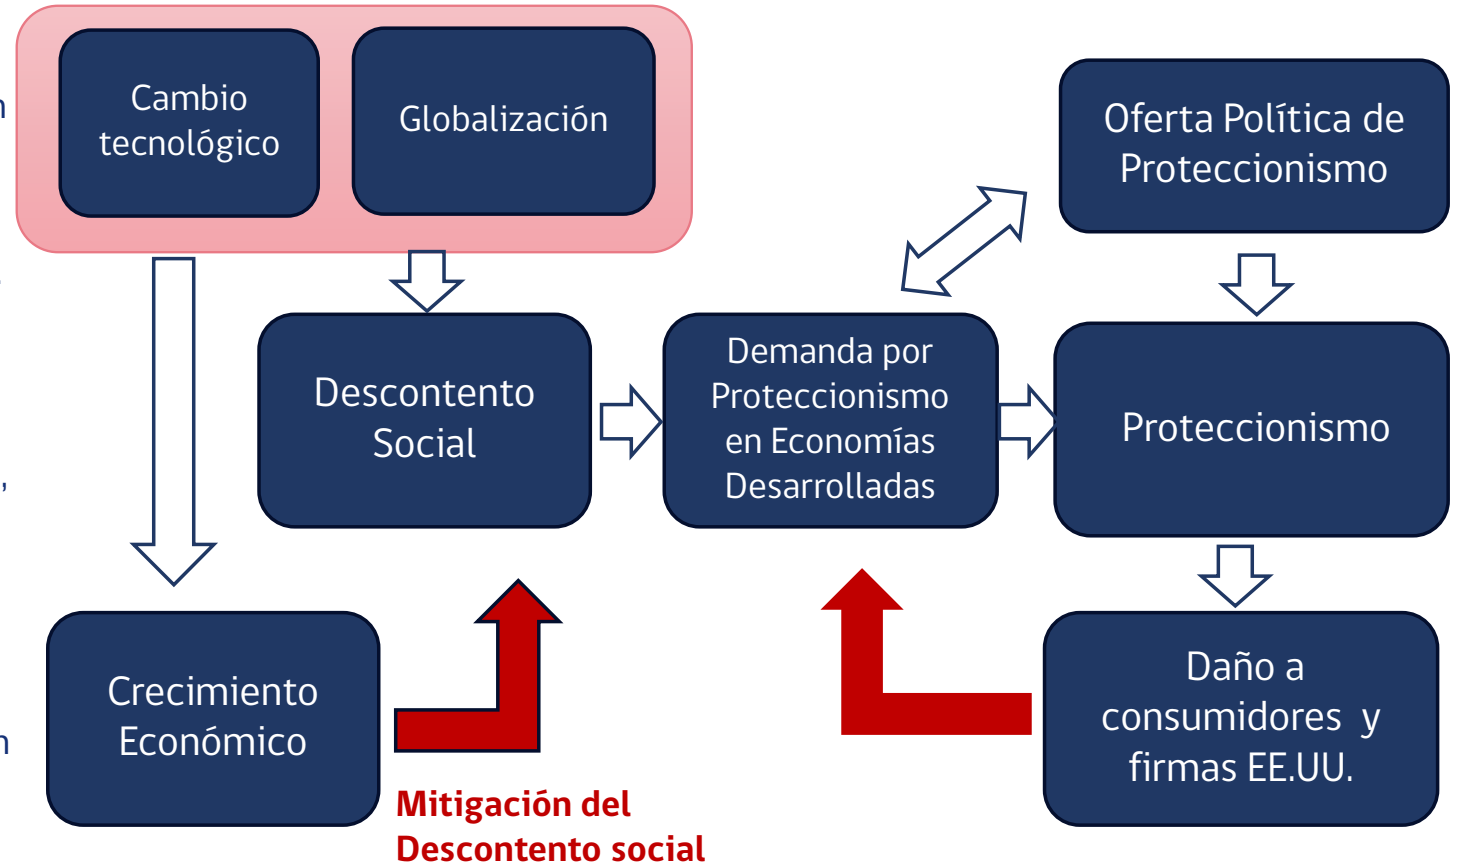 Cambio
tecnológico
Globalización
Oferta Política de
Proteccionismo
Descontento
Social
Demanda por
Proteccionismo
en Economías
Desarrolladas
Proteccionismo
Crecimiento
Económico
Daño a
consumidores y
firmas EE.UU.
Mitigación del
Descontento social